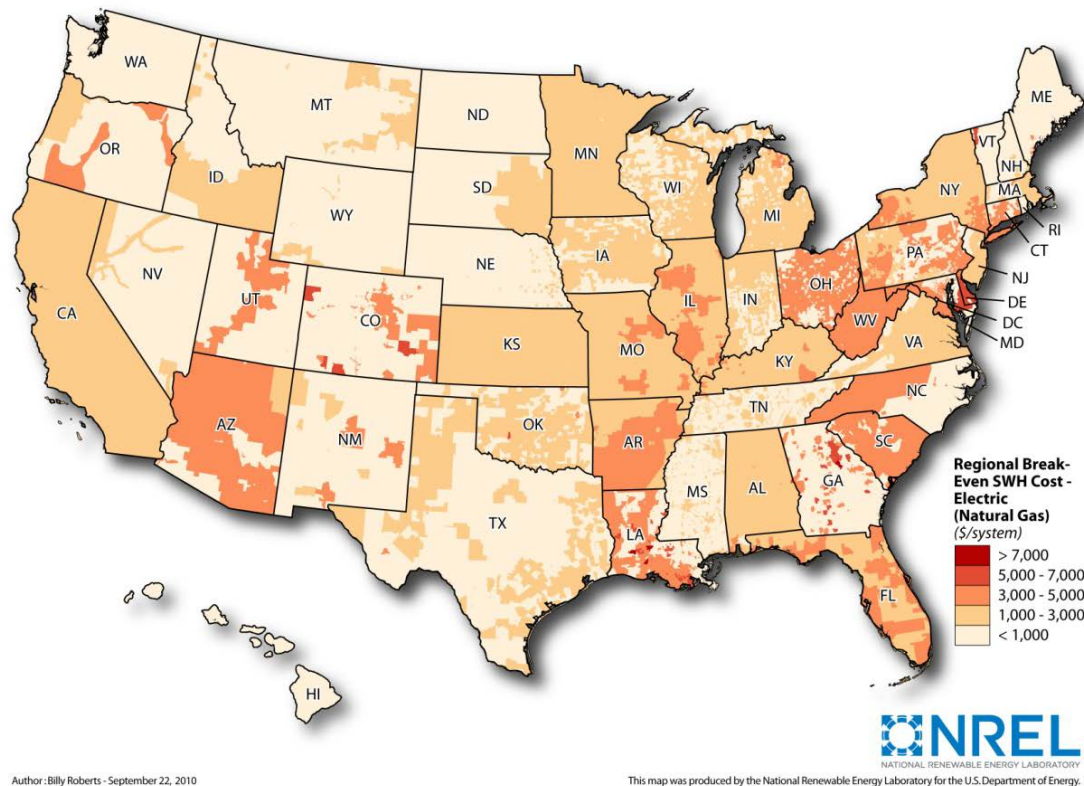 WA
MT
ND
MN
ME
VT
NH
OR
ID
SD
WI
NY
MA
WY
MI
RI
CT
IA
PA
NE
NJ
NV
OH
UT
IL
IN
DE
CO
WV
DC
CA
KS
MO
VA
MD
KY
NC
TN
AZ
OK
NM
AR
SC
MS
AL
GA
TX
LA
FL
HI
Regional Break-
Even SWH Cost -
Electric
(Natural Gas)
($/system)
> 7,000
5,000 - 7,000
3,000 - 5,000
1,000 - 3,000
< 1,000
NREL
NATIONAL RENEWABLE ENERGY LABORATORY
Author : Billy Roberts - September 22, 2010
This map was produced by the National Renewable Energy Laboratory for the U.S. Department of Energy.